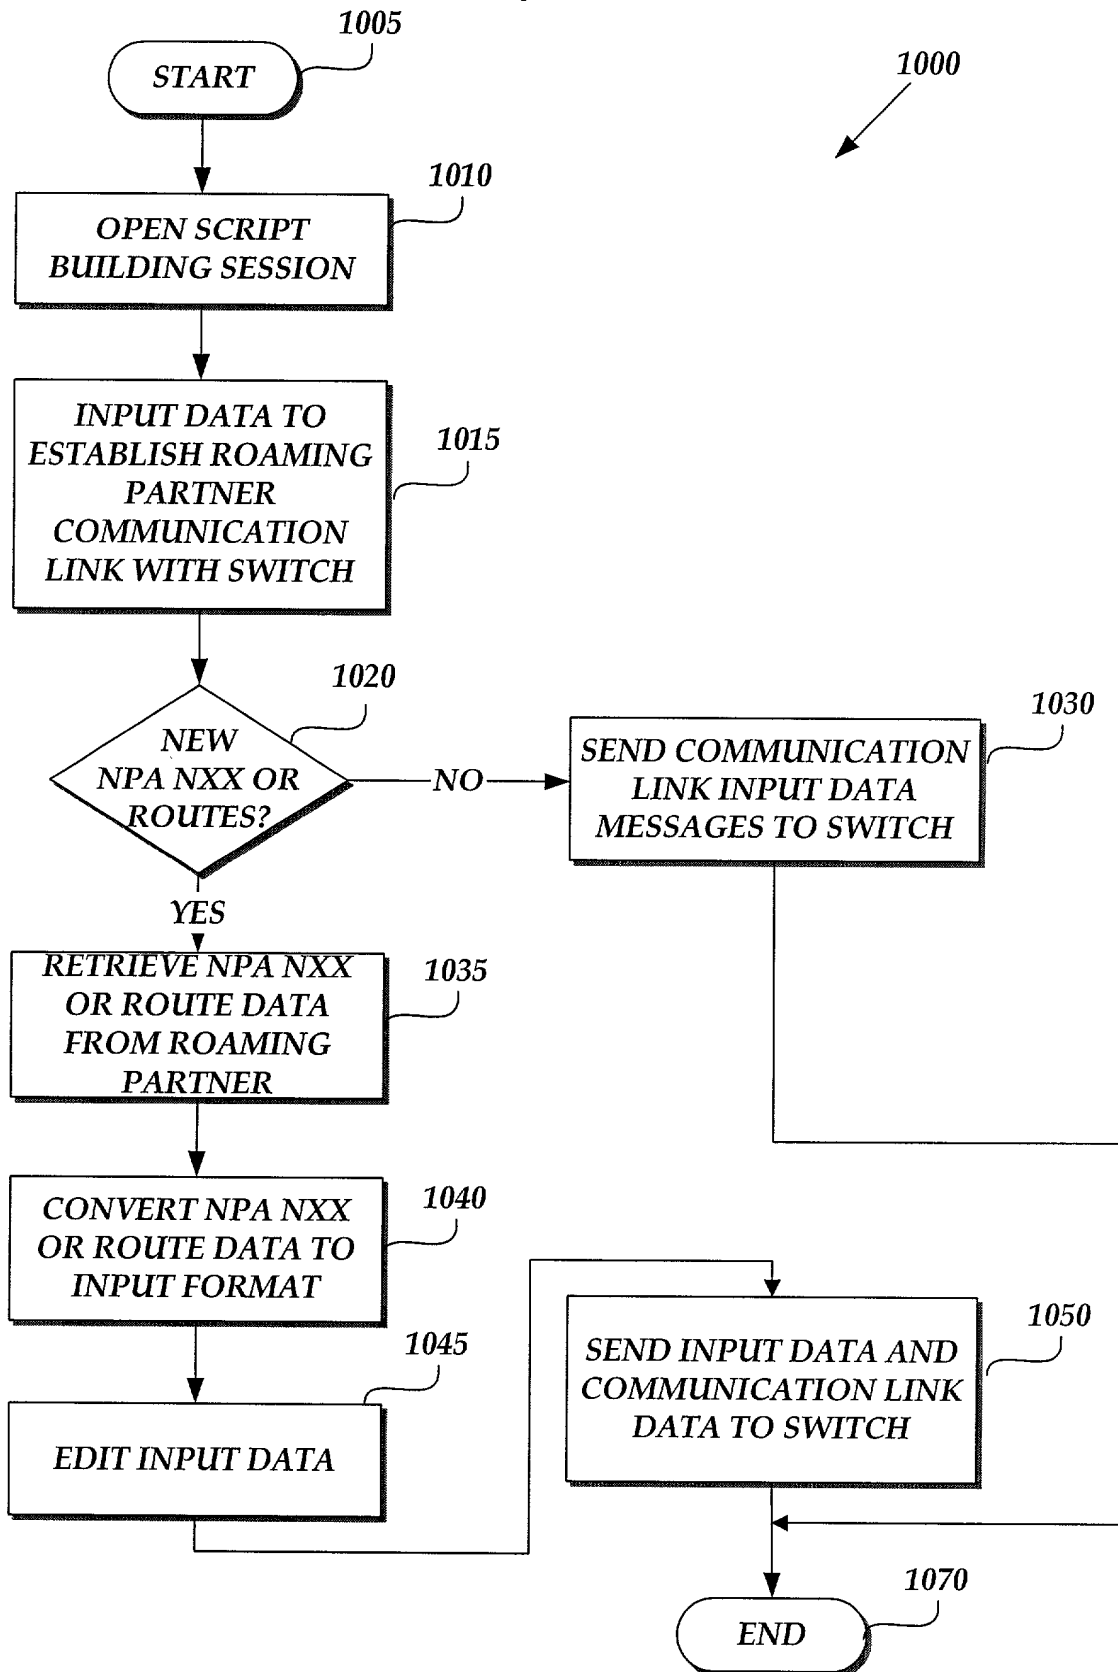 1005
START
1000
1010
OPEN SCRIPT
BUILDING SESSION
INPUT DATA TO
ESTABLISH ROAMING
PARTNER
COMMUNICATION
LINK WITH SWITCH
1015
1020
NEW
NPA NXX OR
ROUTES?
NO
1030
SEND COMMUNICATION
LINK INPUT DATA
MESSAGES TO SWITCH
YES
RETRIEVE NPA NXX
OR ROUTE DATA
FROM ROAMING
PARTNER
1035
CONVERT NPA NXX
OR ROUTE DATA TO
INPUT FORMAT
1040
1045
EDIT INPUT DATA
1050
SEND INPUT DATA AND
COMMUNICATION LINK
DATA TO SWITCH
1070
END